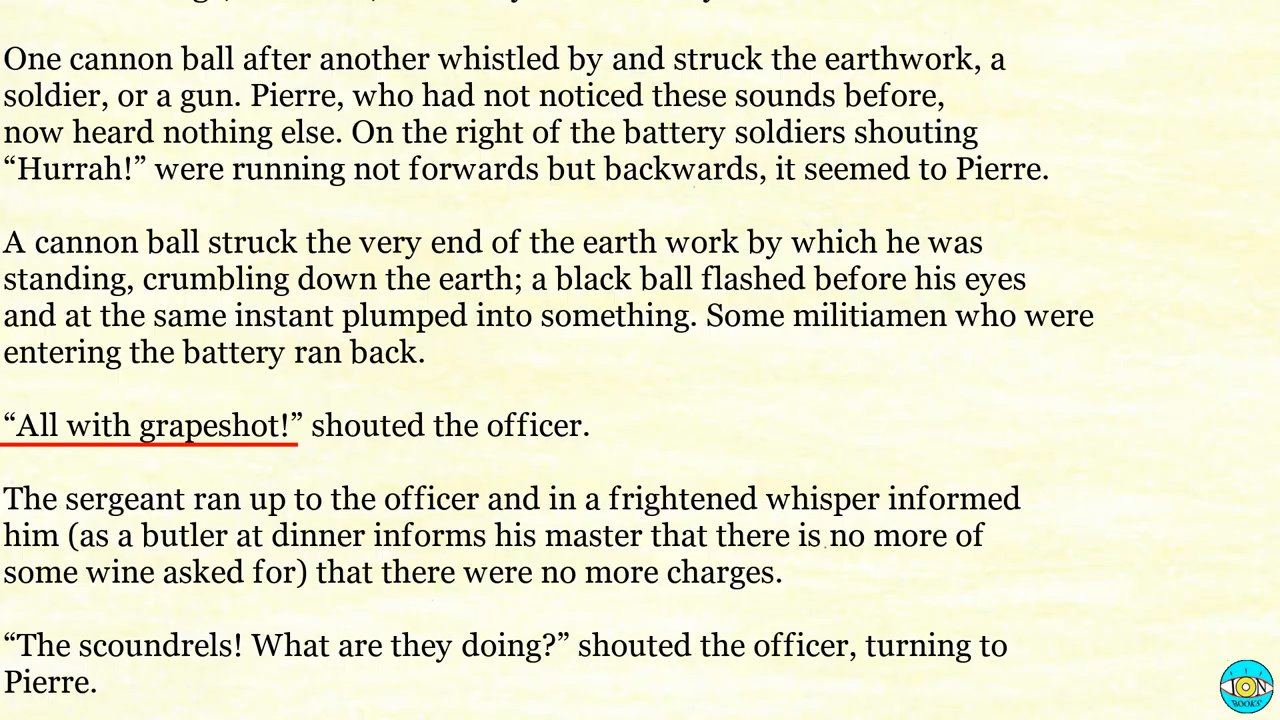 One cannon ball after another whistled by and struck the earthwork, a
soldier, or a gun. Pierre, who had not noticed these sounds before,
now heard nothing else. On the right of the battery soldiers shouting
“Hurrah!” were running not forwards but backwards, it seemed to Pierre.
A cannon ball struck the very end of the earth work by which he was
standing, crumbling down the earth; a black ball flashed before his eyes
and at the same instant plumped into something. Some militiamen who were
entering the battery ran back.
“All with grapeshot!” shouted the officer.
The sergeant ran up to the officer and in a frightened whisper informed
him (as a butler at dinner informs his master that there is no more of
some wine asked for) that there were no more charges.
“The scoundrels! What are they doing?” shouted the officer, turning to
Pierre.
ION
BOOKS